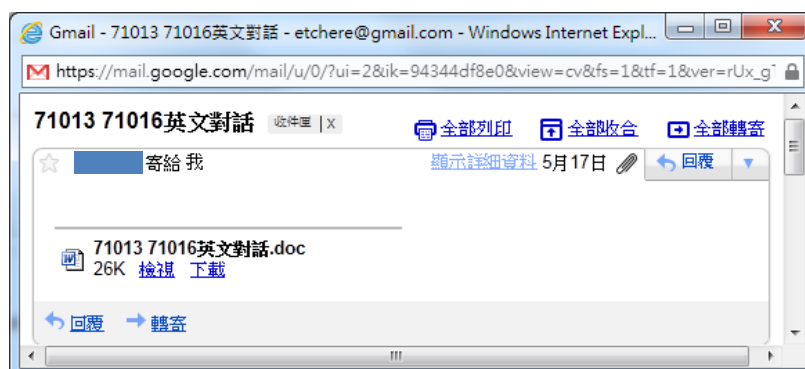 Gmail - 71013 71016英文對話 - etchere@gmail.com - Windows Internet Expl...
https://mail.google.com/mail/u/0/?ui=2&ik=94344df8e0&view=cv&fs=1&tf=1&ver=rUx_g
71013 71016英文對話 收件匣 | x 全部列印 全部收合 全部轉寄
寄給 我 顯示詳細資料 5月17日 回覆
71013 71016英文對話.doc
26K 檢視 下載
回覆 轉寄